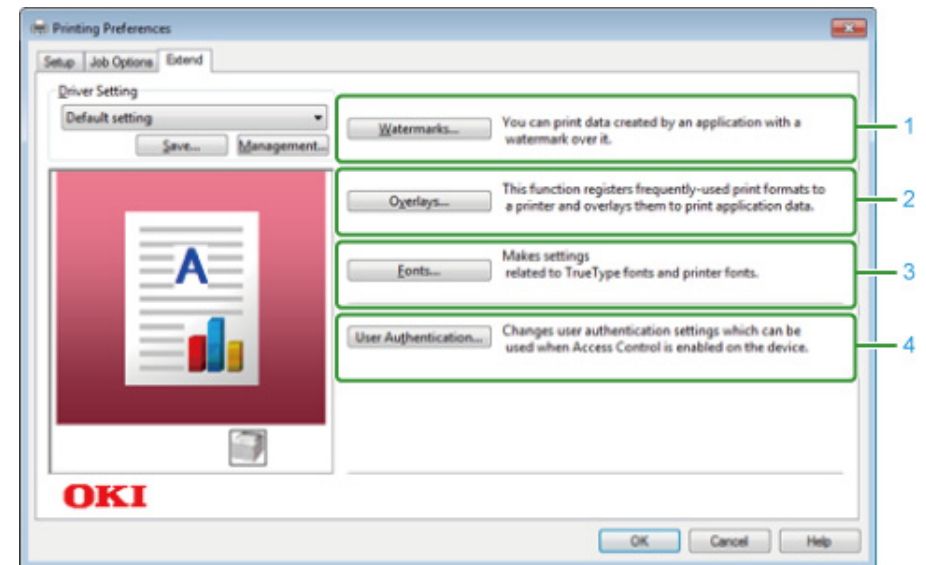 Printing Preferences
Setup Job Options Extend
Driver Setting
Default setting
Save... Management...
Watermarks...
You can print data created by an application with a
watermark over it.
1
Overlays...
This function registers frequently-used print formats to
a printer and overlays them to print application data.
2
Fonts...
Makes settings
related to TrueType fonts and printer fonts.
3
User Authentication...
Changes user authentication settings which can be
used when Access Control is enabled on the device.
4
A
OKI
OK Cancel Help